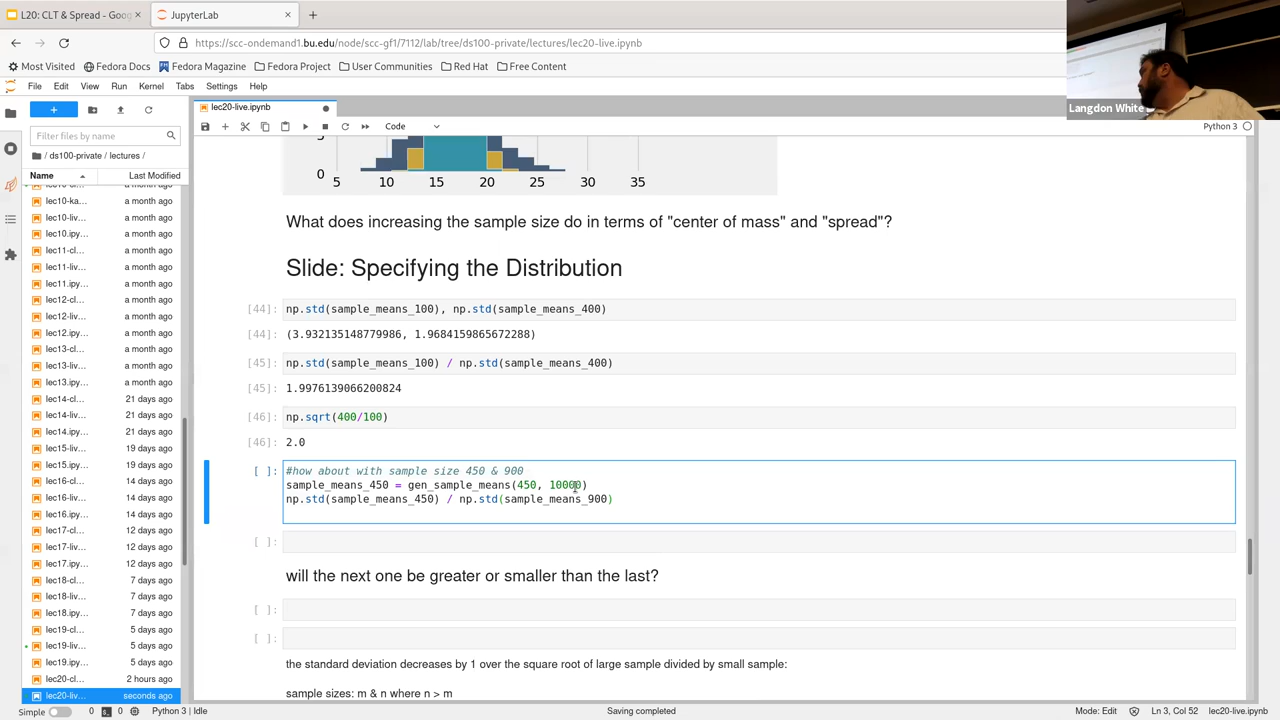 L20: CLT & Spread - Goog
JupyterLab
https://scc-ondemand1.bu.edu/node/scc-gf1/7112/lab/tree/ds100-private/lectures/lec20-live.ipynb
Most Visited
Fedora Docs
Fedora Magazine
Fedora Project
User Communities
Red Hat
Free Content
File Edit View Run Kernel Tabs Settings Help
Langdon White
lec20-live.ipynb
Filter files by name
Code
Python 3
/ ds100-private / lectures /
Name Last Modified
lec10-ka... a month ago
lec10-liv... a month ago
lec10.ipy... a month ago
lec11-cl... a month ago
lec11-liv... a month ago
lec11.ipy... a month ago
lec12-cl... a month ago
lec12-liv... a month ago
lec12.ipy... a month ago
lec13-cl... a month ago
lec13-liv... a month ago
lec13.ipy... a month ago
lec14-cl... 21 days ago
lec14-liv... 21 days ago
lec14.ipy... 21 days ago
lec15-liv... 19 days ago
lec15.ipy... 19 days ago
lec16-cl... 14 days ago
lec16-liv... 14 days ago
lec16.ipy... 14 days ago
lec17-cl... 12 days ago
lec17-liv... 12 days ago
lec17.ipy... 12 days ago
lec18-cl... 7 days ago
lec18-liv... 7 days ago
lec18.ipy... 7 days ago
lec19-cl... 5 days ago
lec19-liv... 5 days ago
lec19.ipy... 5 days ago
lec20-cl... 2 hours ago
lec20-liv... seconds ago
0
5 10 15 20 25 30 35
What does increasing the sample size do in terms of "center of mass" and "spread"?
Slide: Specifying the Distribution
[44]: np.std(sample_means_100), np.std(sample_means_400)
[44]: (3.932135148779986, 1.9684159865672288)
[45]: np.std(sample_means_100) / np.std(sample_means_400)
[45]: 1.9976139066200824
[46]: np.sqrt(400/100)
[46]: 2.0
[ ]: #how about with sample size 450 & 900
sample_means_450 = gen_sample_means(450, 10000)
np.std(sample_means_450) / np.std(sample_means_900)
[ ]:
will the next one be greater or smaller than the last?
[ ]:
[ ]:
the standard deviation decreases by 1 over the square root of large sample divided by small sample:
sample sizes: m & n where n > m
Simple 0 0 Python 3 | Idle Saving completed Mode: Edit Ln 3, Col 52 lec20-live.ipynb